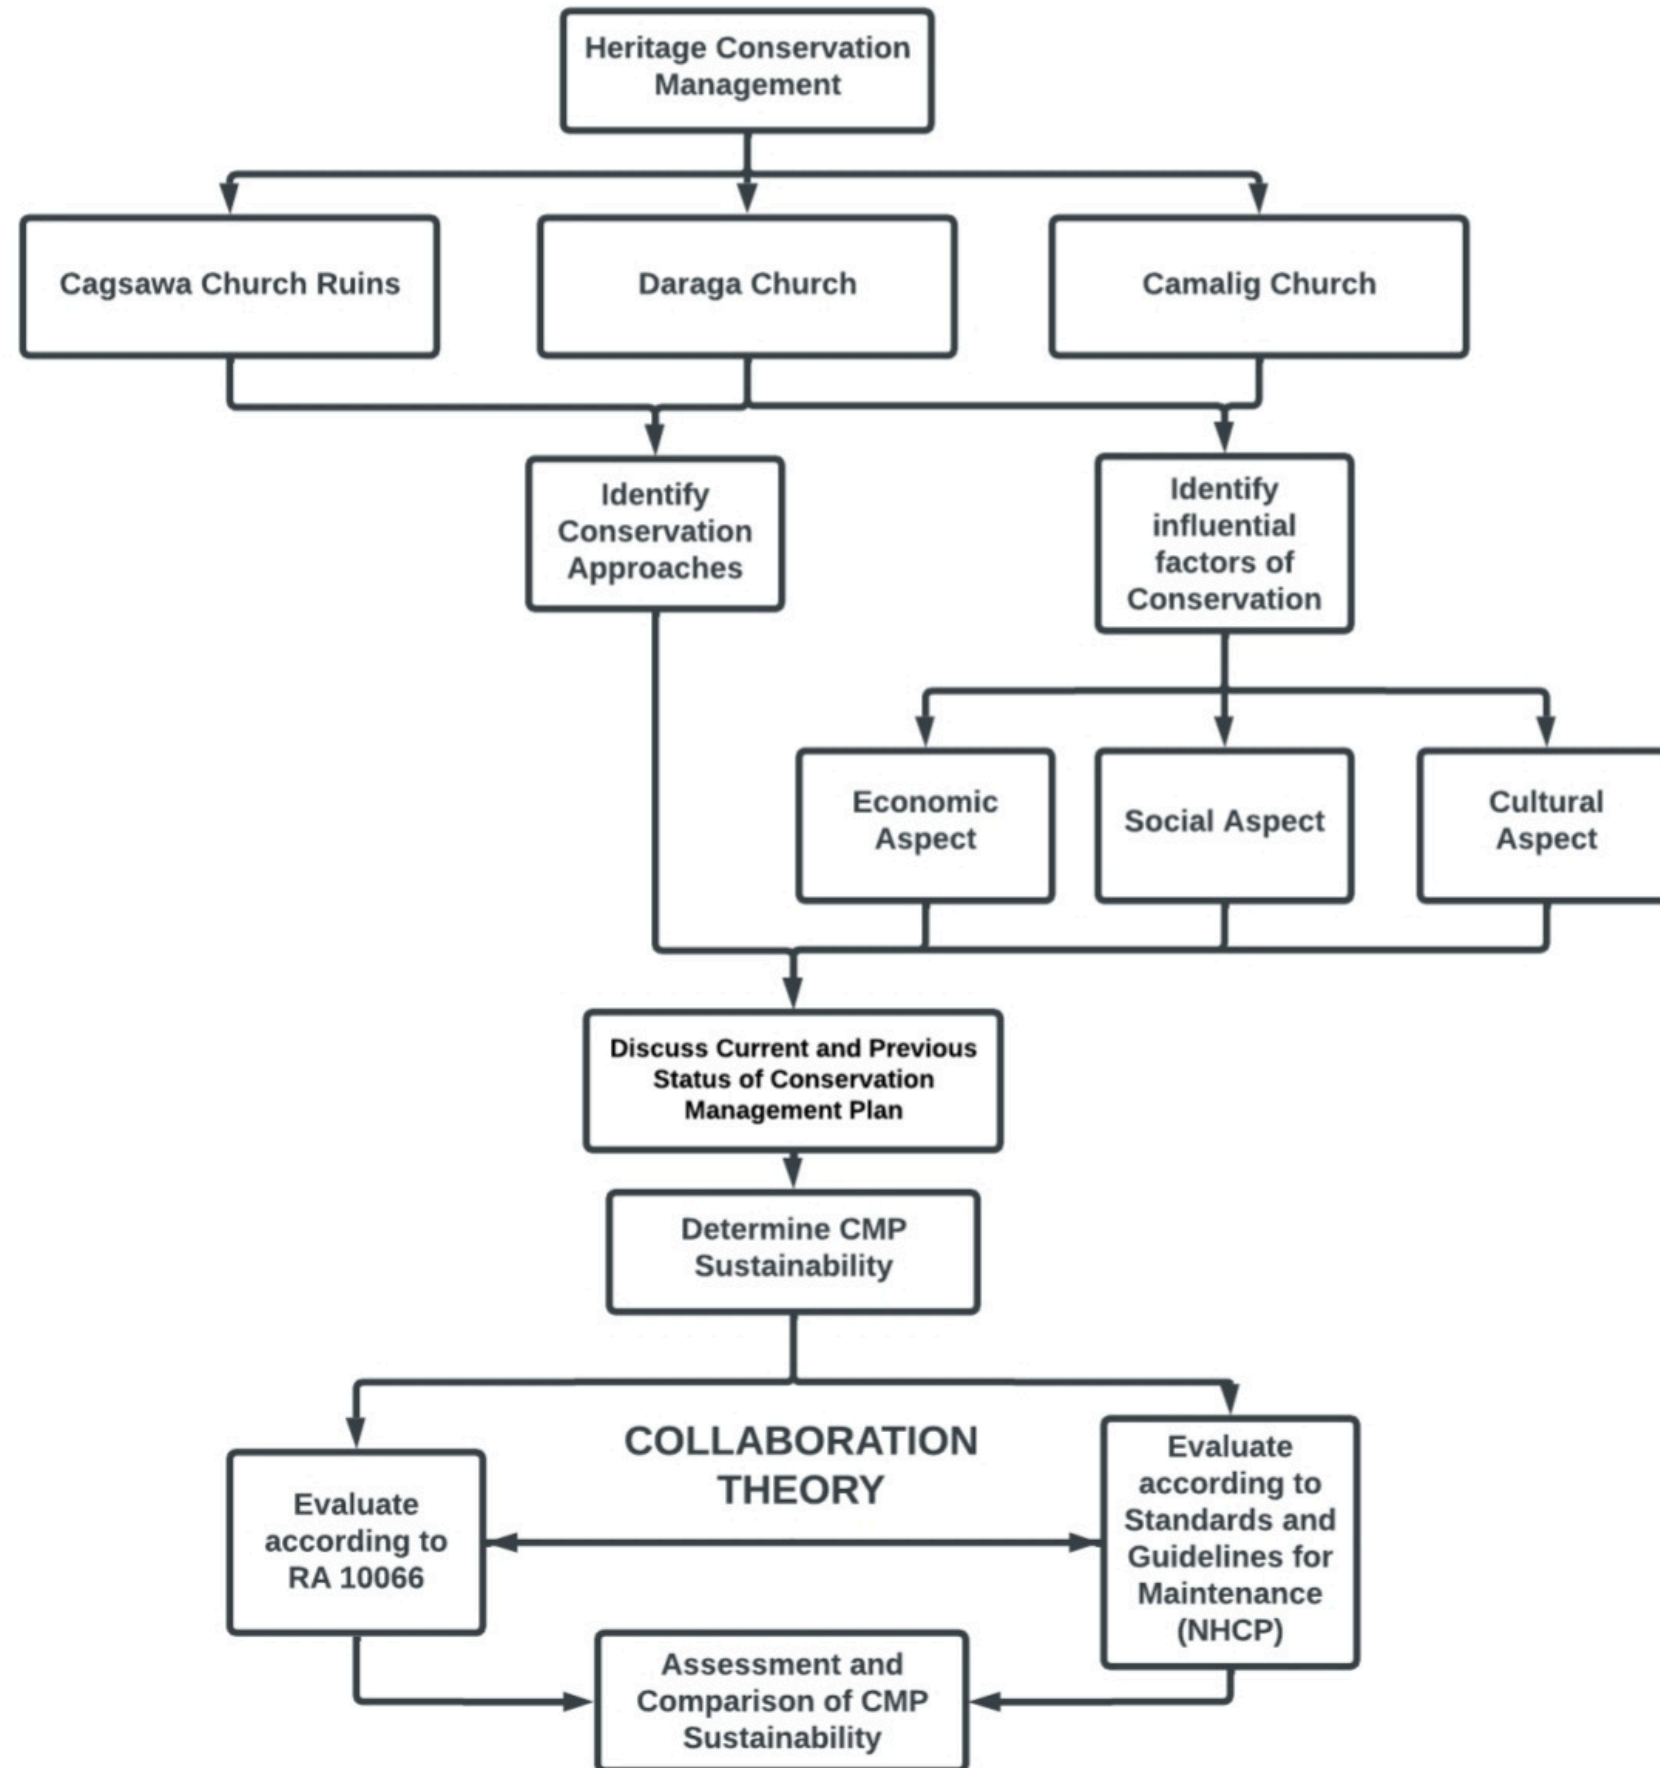 Heritage Conservation
Management
Cagsawa Church Ruins
Daraga Church
Camalig Church
Identify
Conservation
Approaches
Identify
influential
factors of
Conservation
Economic
Aspect
Social Aspect
Cultural
Aspect
Discuss Current and Previous
Status of Conservation
Management Plan
Determine CMP
Sustainability
COLLABORATION
THEORY
Evaluate
according to
RA 10066
Evaluate
according to
Standards and
Guidelines for
Maintenance
(NHCP)
Assessment and
Comparison of CMP
Sustainability